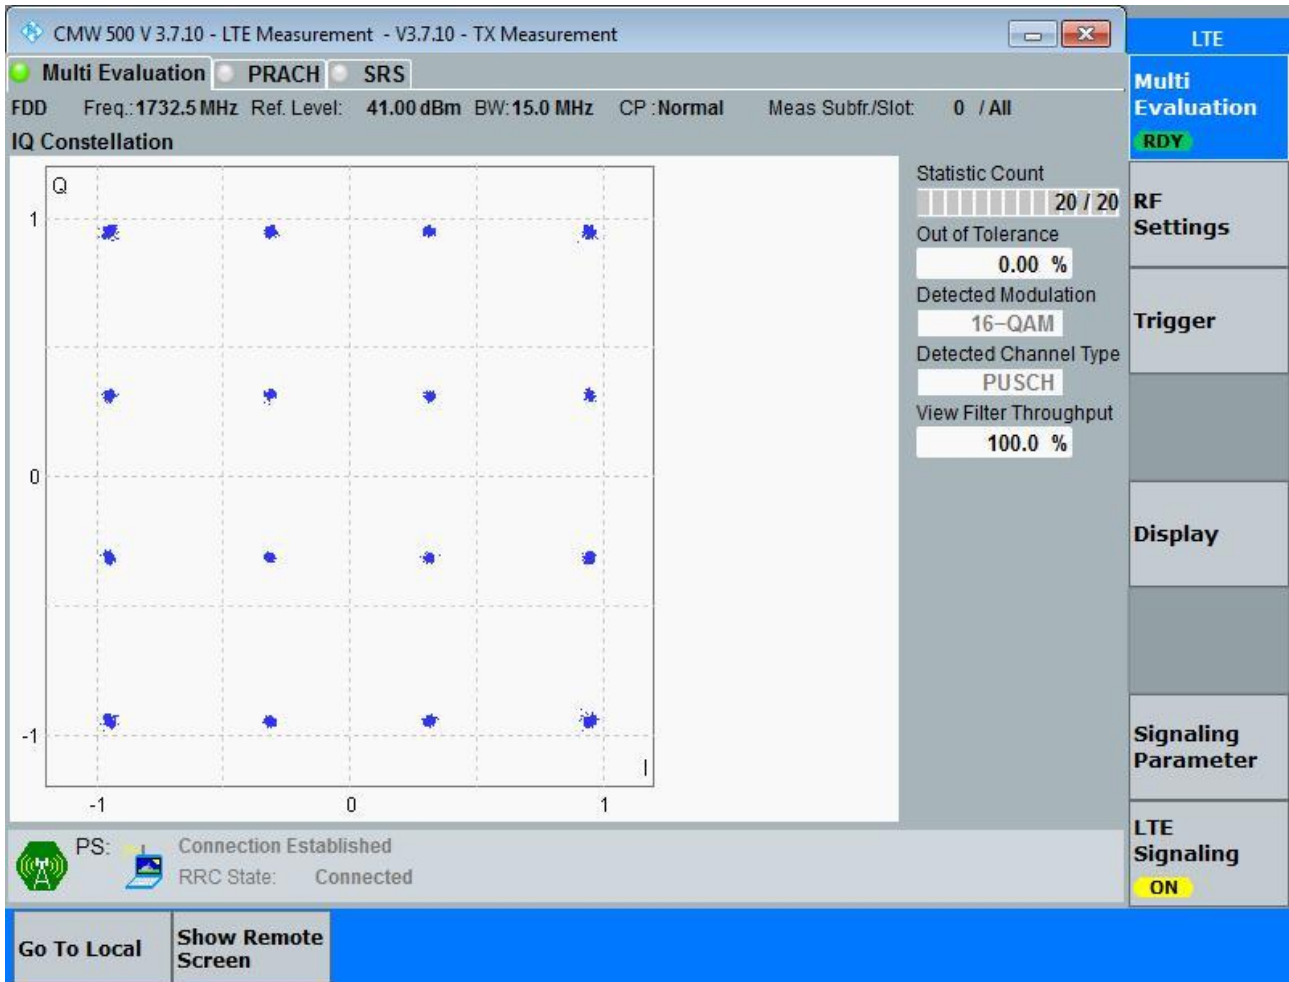 CMW 500 V 3.7.10 - LTE Measurement - V3.7.10 - TX Measurement
LTE
Multi Evaluation PRACH SRS
FDD Freq.: 1732.5 MHz Ref. Level: 41.00 dBm BW: 15.0 MHz CP : Normal Meas Subfr./Slot: 0 / All
IQ Constellation
Q
1
0
-1
I
-1 0 1
Statistic Count
20 / 20
Out of Tolerance
0.00 %
Detected Modulation
16-QAM
Detected Channel Type
PUSCH
View Filter Throughput
100.0 %
Multi
Evaluation
RDY
RF
Settings
Trigger
Display
Signaling
Parameter
LTE
Signaling
ON
PS: Connection Established
RRC State: Connected
Go To Local
Show Remote
Screen